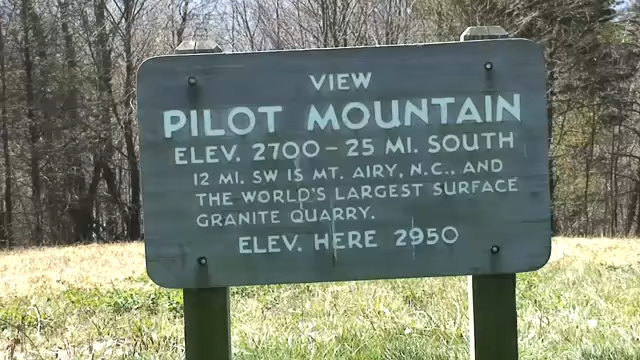 VIEW
PILOT MOUNTAIN
ELEV. 2700 - 25 MI. SOUTH
12 MI. SW IS MT. AIRY, N.C., AND
THE WORLD'S LARGEST SURFACE
GRANITE QUARRY.
ELEV. HERE 2950